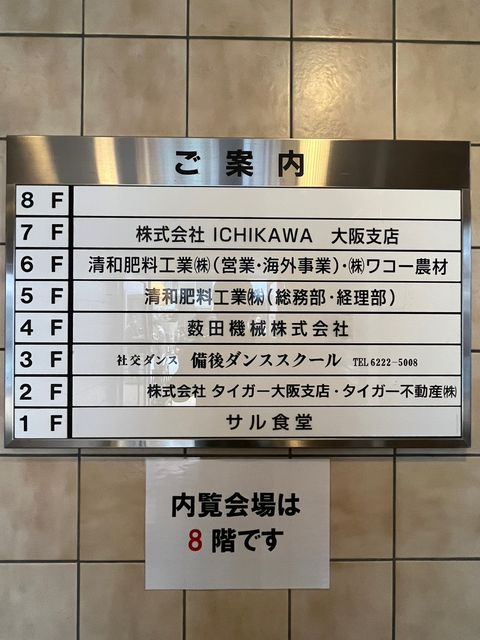 ご案内
8 F
7 F 株式会社 ICHIKAWA 大阪支店
6 F 清和肥料工業㈱(営業・海外事業)・㈱ワコー農材
5 F 清和肥料工業㈱(総務部・経理部)
4 F 薮田機械株式会社
3 F 社交ダンス 備後ダンススクール TEL 6222-5008
2 F 株式会社 タイガー大阪支店・タイガー不動産㈱
1 F サル食堂
内覧会場は
8 階です